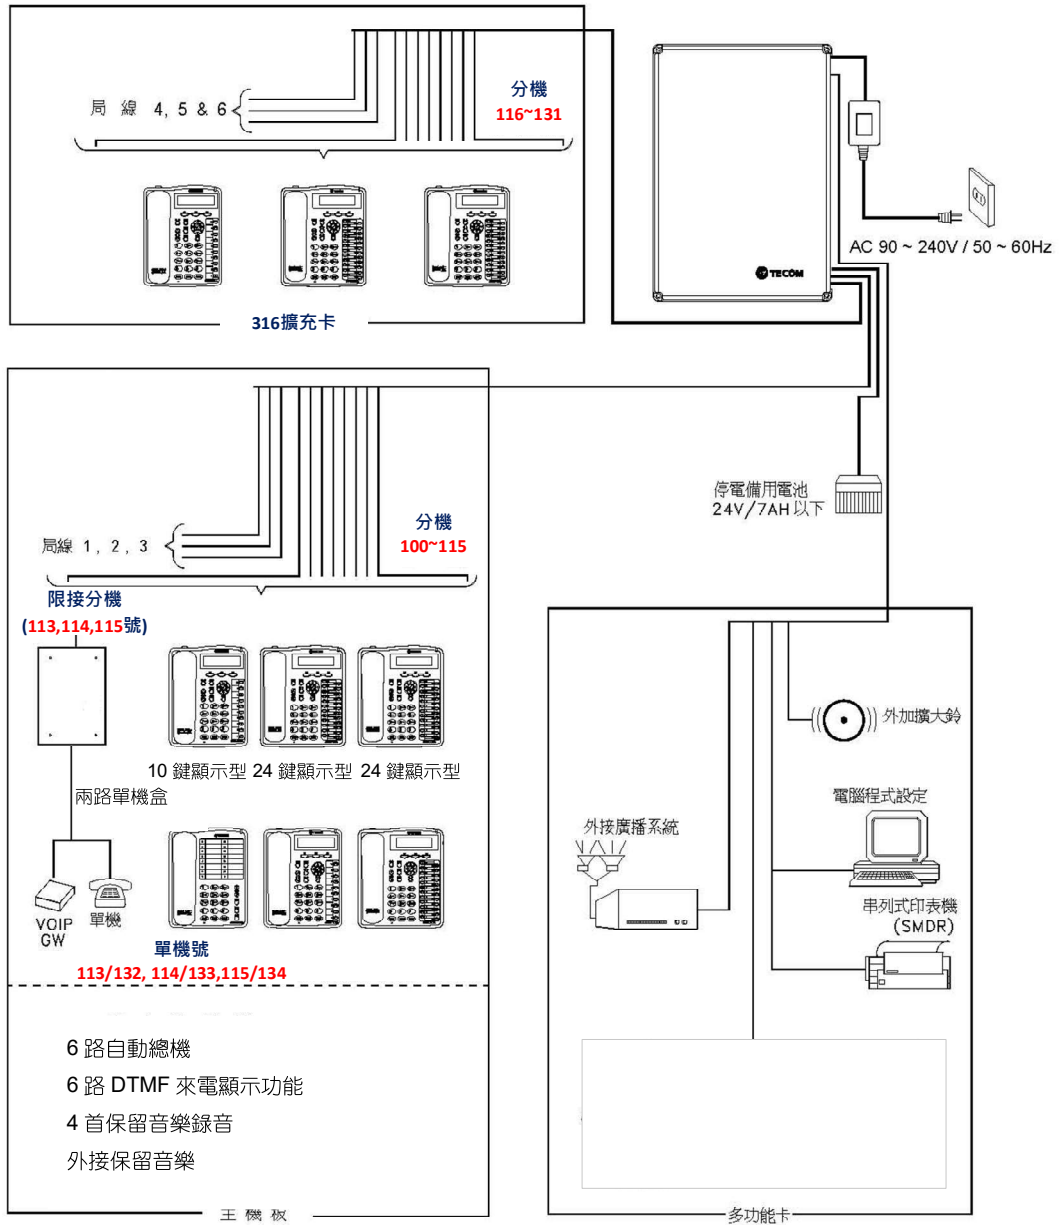 分機
116~131
局 線 4, 5 & 6
AC 90 ~ 240V / 50 ~ 60Hz
TECOM
316擴充卡
停電備用電池
24V/7AH 以下
分機
100~115
局線 1, 2, 3
限接分機
(113,114,115號)
10 鍵顯示型 24 鍵顯示型 24 鍵顯示型
兩路單機盒
VOIP
GW
單機
單機號
113/132, 114/133,115/134
6 路自動總機
6 路 DTMF 來電顯示功能
4 首保留音樂錄音
外接保留音樂
主 機 板
外加擴大鈴
電腦程式設定
外接廣播系統
串列式印表機
(SMDR)
多功能卡